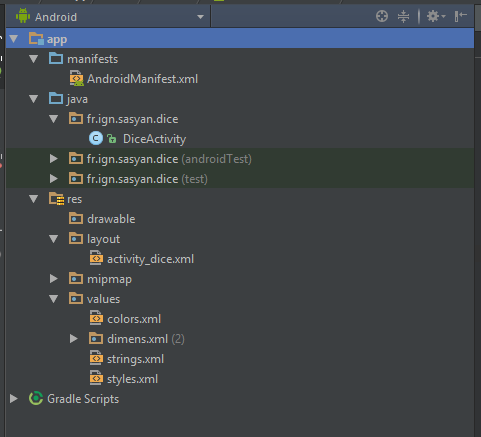 Android
app
manifests
AndroidManifest.xml
java
fr.ign.sasyan.dice
DiceActivity
fr.ign.sasyan.dice (androidTest)
fr.ign.sasyan.dice (test)
res
drawable
layout
activity_dice.xml
mipmap
values
colors.xml
dimens.xml (2)
strings.xml
styles.xml
Gradle Scripts